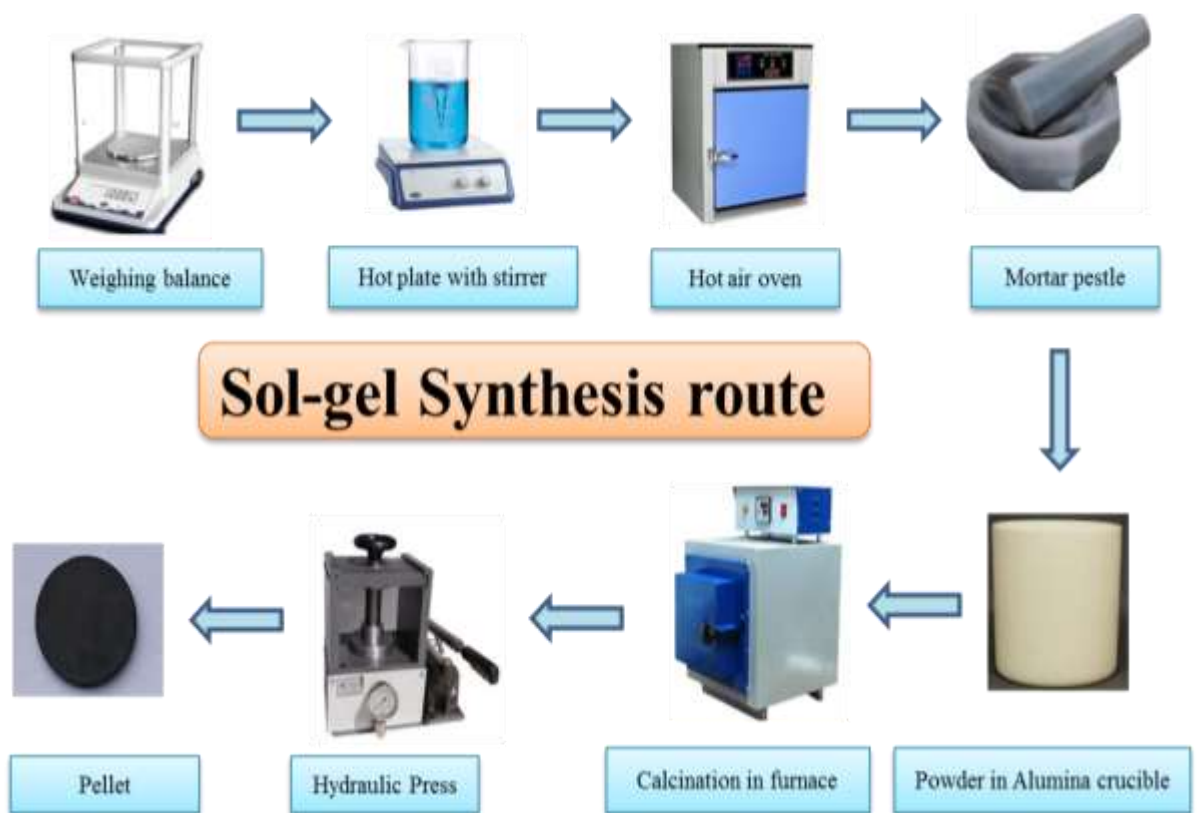 Weighing balance
Hot plate with stirrer
Hot air oven
Mortar pestle
Sol-gel Synthesis route
Pellet
Hydraulic Press
Calcination in furnace
Powder in Alumina crucible